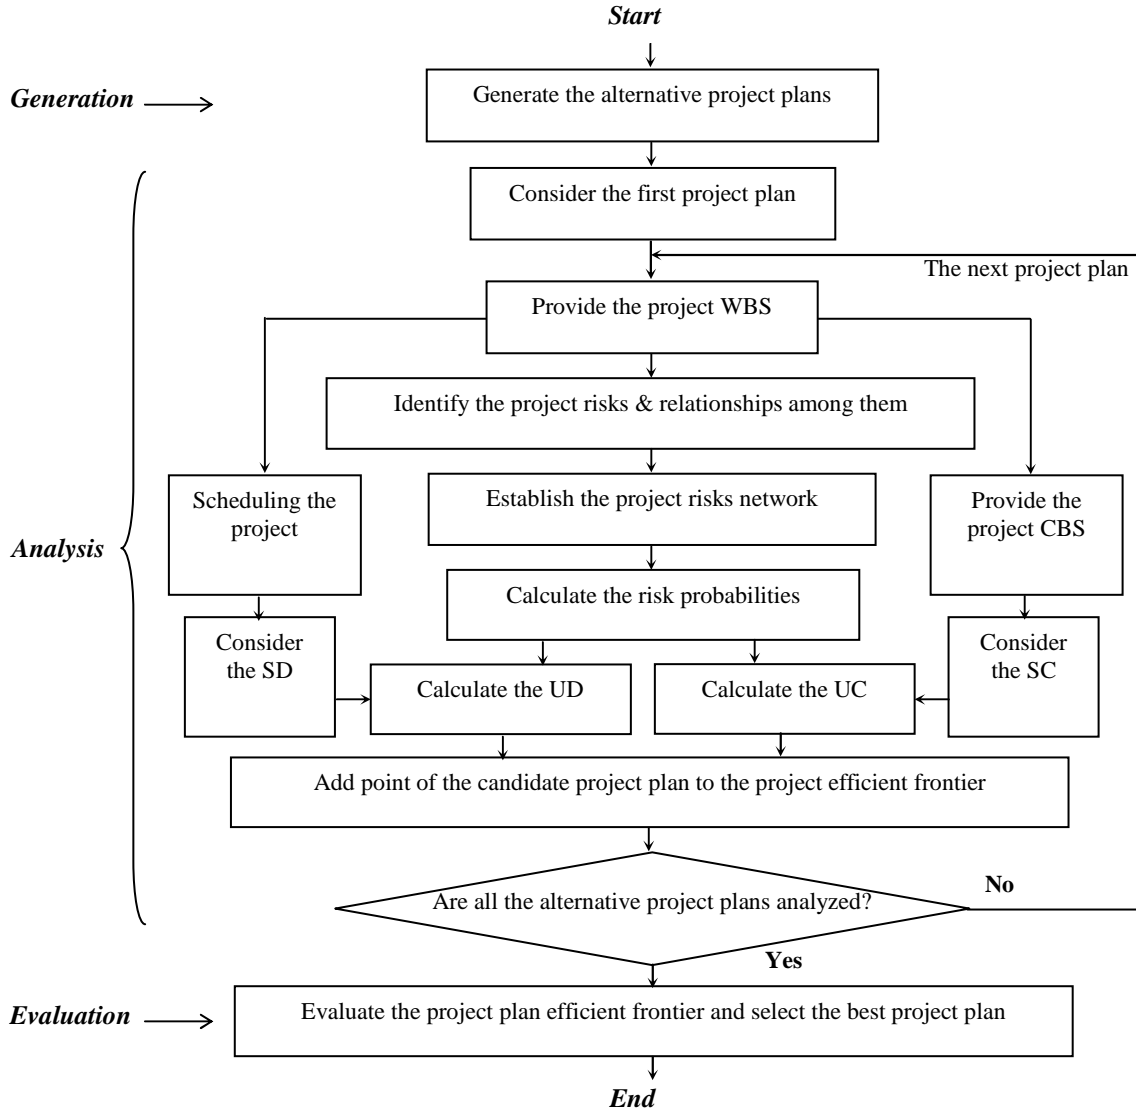 Start
Generation
Generate the alternative project plans
Consider the first project plan
The next project plan
Provide the project WBS
Identify the project risks & relationships among them
Scheduling the
project
Establish the project risks network
Provide the
project CBS
Analysis
Calculate the risk probabilities
Consider
the SD
Calculate the UD
Calculate the UC
Consider
the SC
Add point of the candidate project plan to the project efficient frontier
Are all the alternative project plans analyzed?
No
Yes
Evaluation
Evaluate the project plan efficient frontier and select the best project plan
End